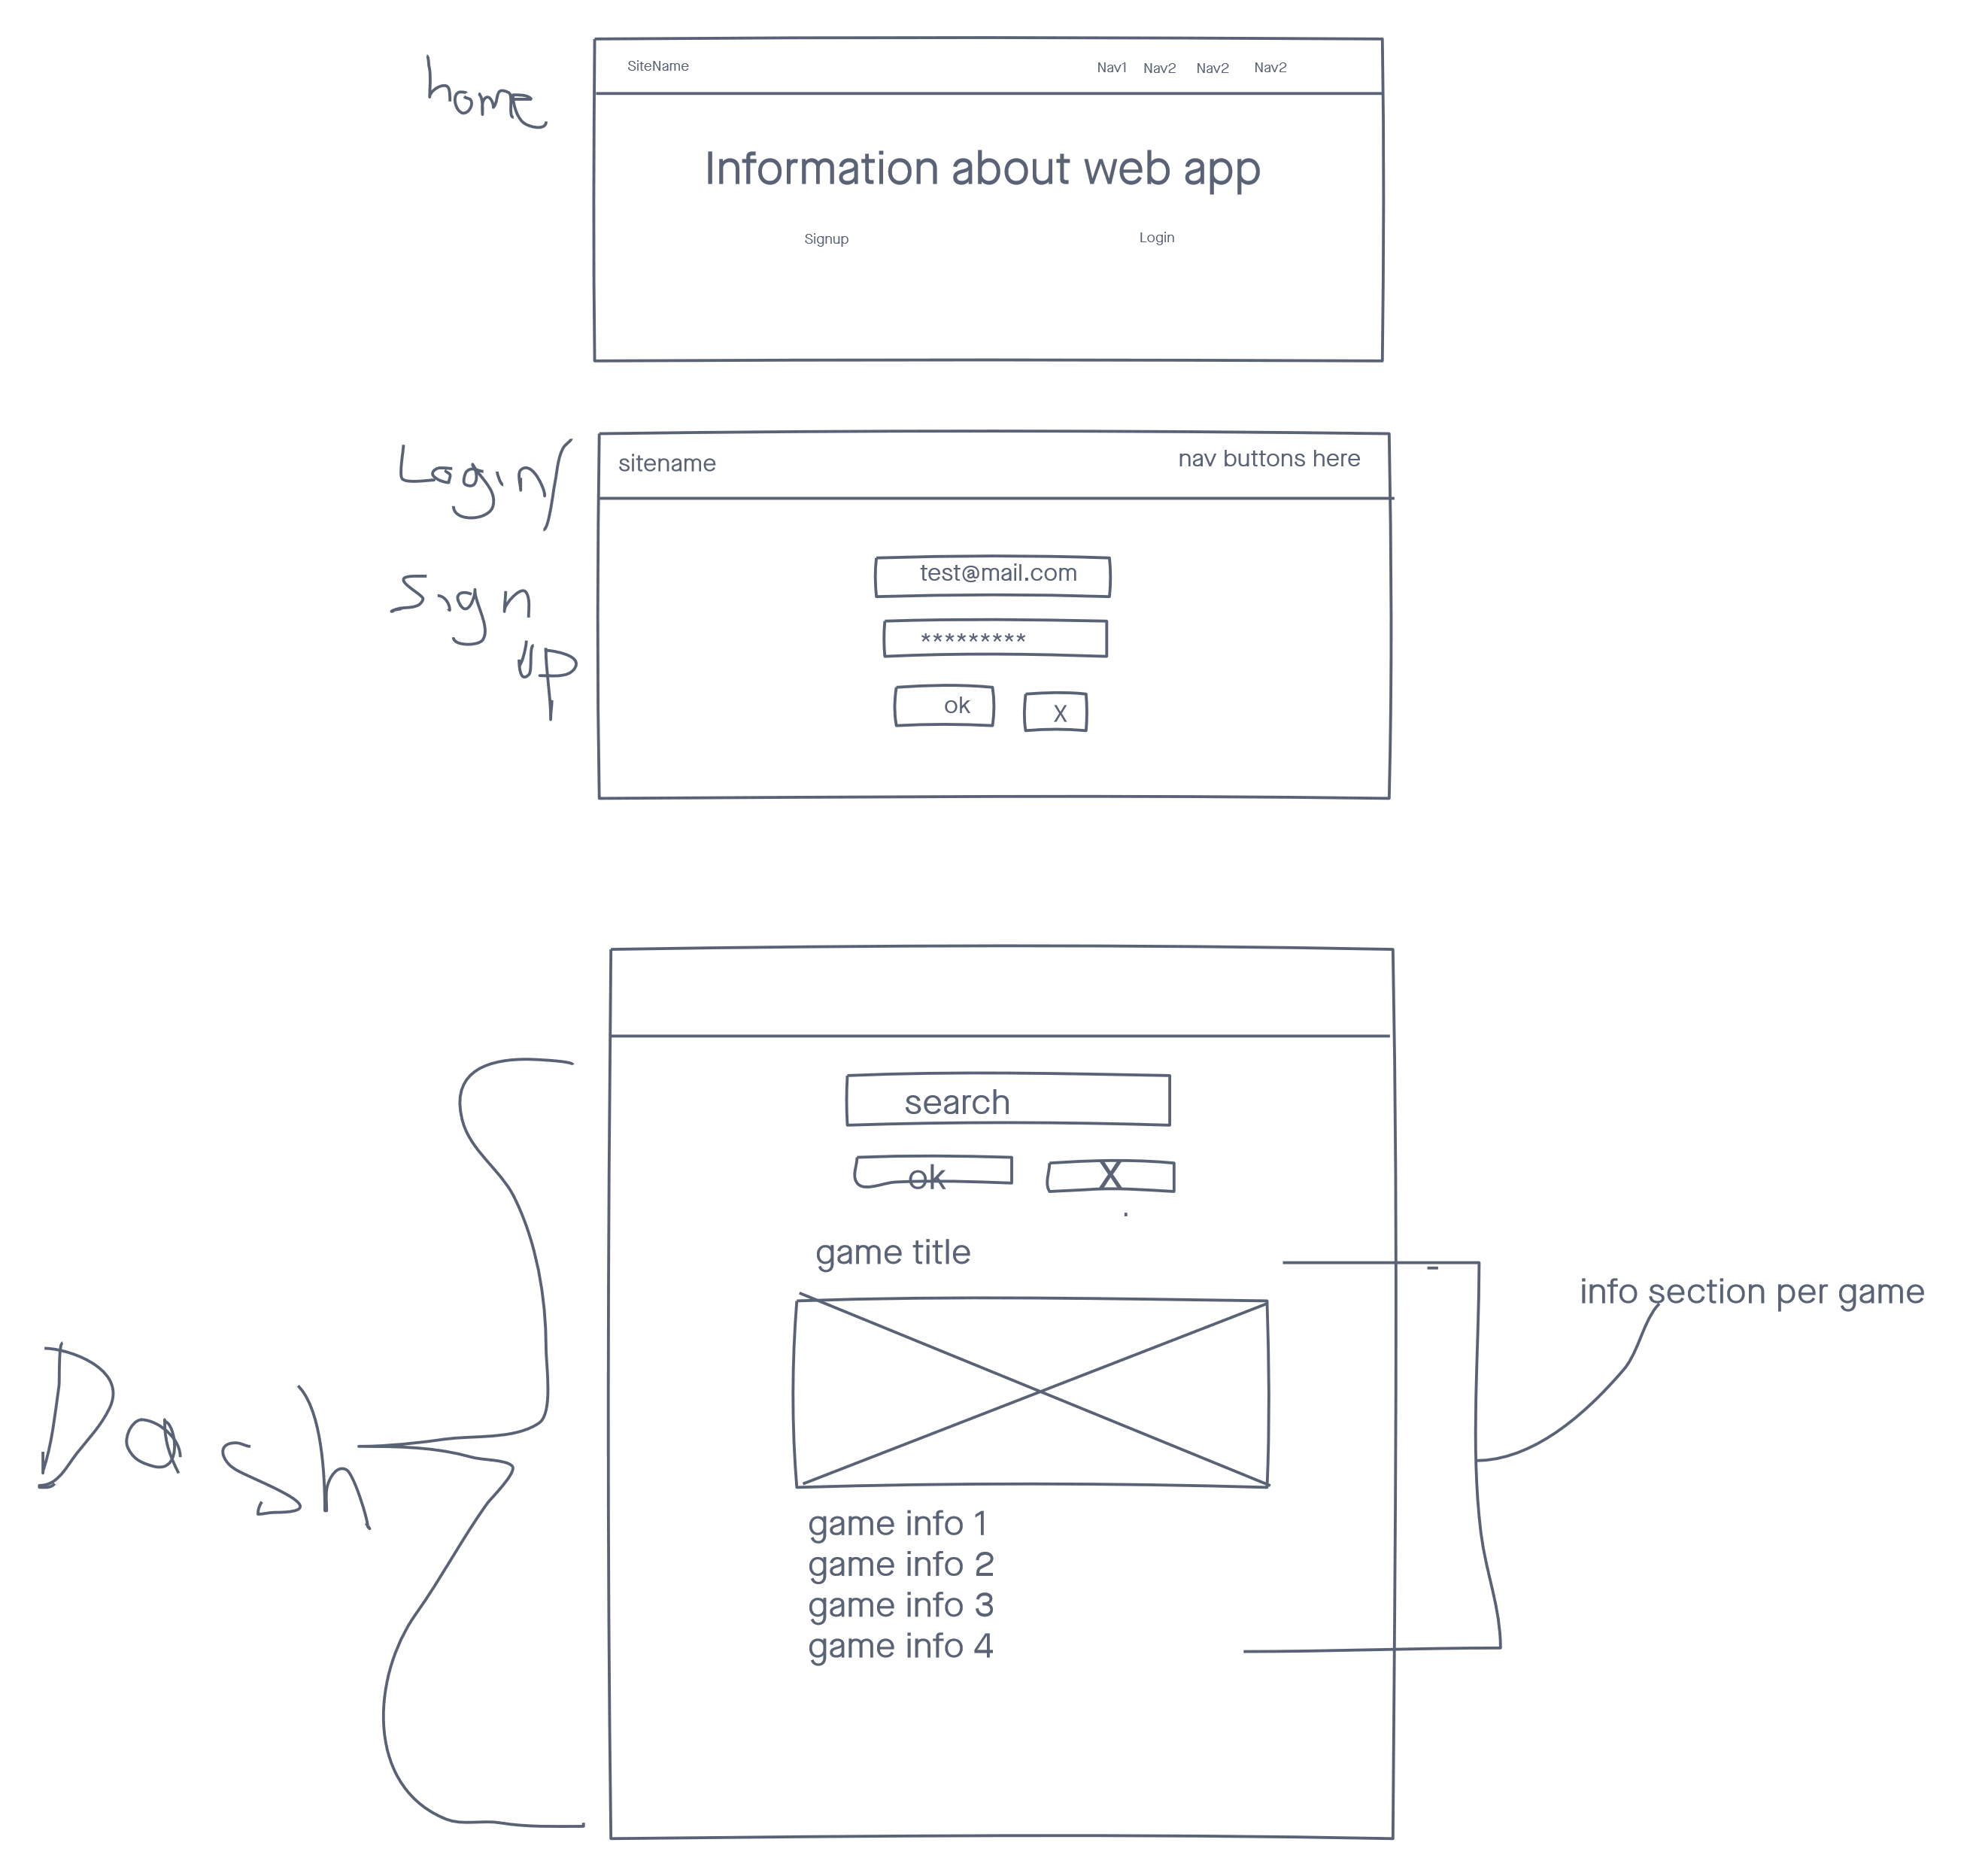 home
SiteName
Nav1 Nav2 Nav2 Nav2
Information about web app
Signup
Login
Login/
Sign
up
sitename
nav buttons here
test@mail.com
*********
ok
X
Dash
search
ok
X
game title
game info 1
game info 2
game info 3
game info 4
info section per game